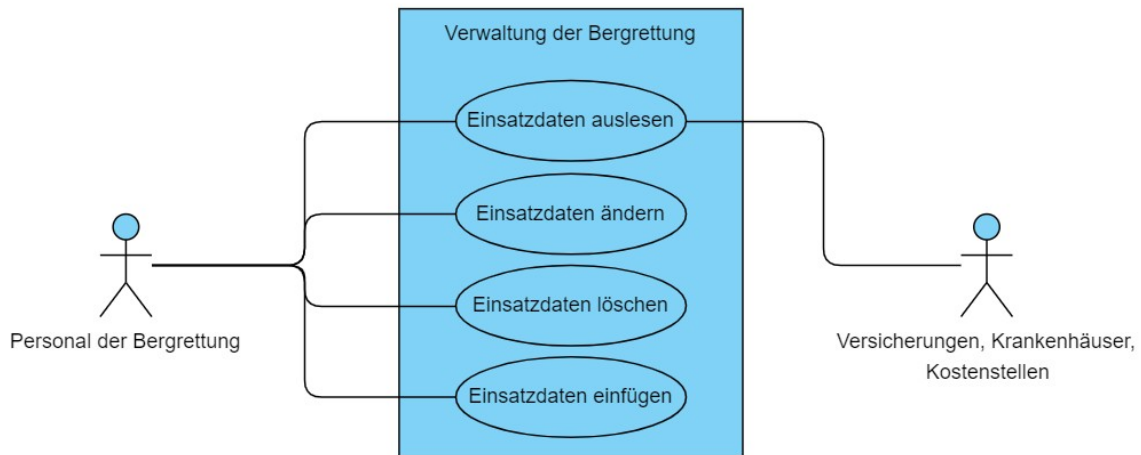 Verwaltung der Bergrettung
Einsatzdaten auslesen
Einsatzdaten ändern
Einsatzdaten löschen
Einsatzdaten einfügen
Personal der Bergrettung
Versicherungen, Krankenhäuser,
Kostenstellen